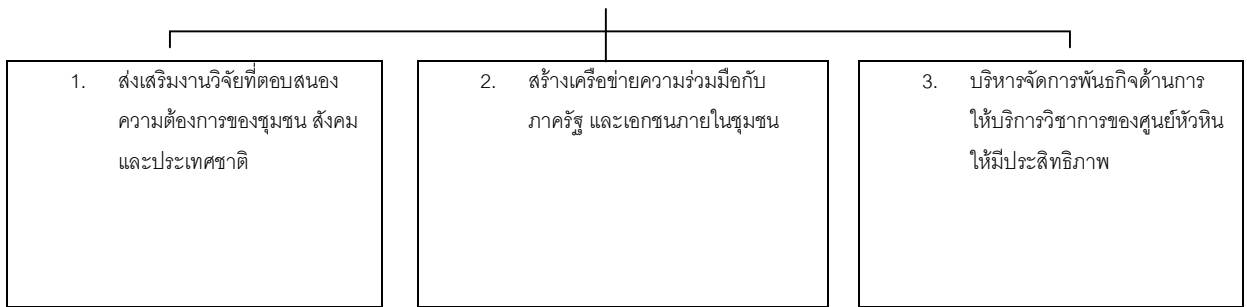 1. ส่งเสริมงานวิจัยที่ตอบสนอง
ความต้องการของชุมชน สังคม
และประเทศชาติ
2. สร้างเครือข่ายความร่วมมือกับ
ภาครัฐ และเอกชนภายในชุมชน
3. บริหารจัดการพันธกิจด้านการ
ให้บริการวิชาการของศูนย์หัวหิน
ให้มีประสิทธิภาพ